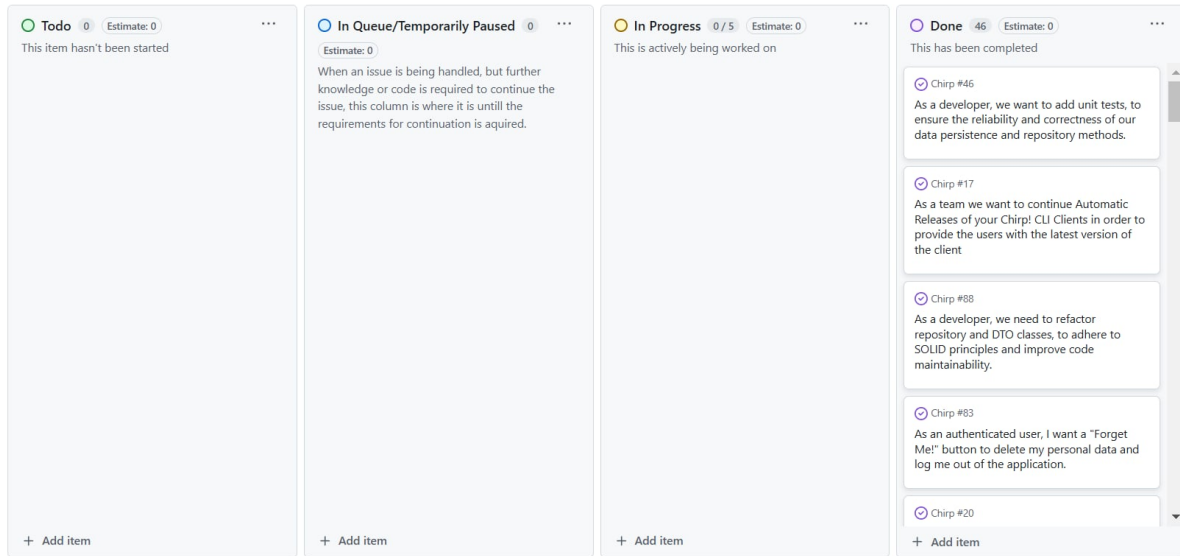 Todo 0 Estimate: 0 ...
This item hasn't been started
+ Add item
In Queue/Temporarily Paused 0 ...
Estimate: 0
When an issue is being handled, but further
knowledge or code is required to continue the
issue, this column is where it is untill the
requirements for continuation is aquired.
+ Add item
In Progress 0 / 5 Estimate: 0 ...
This is actively being worked on
+ Add item
Done 46 Estimate: 0 ...
This has been completed
Chirp #46
As a developer, we want to add unit tests, to
ensure the reliability and correctness of our
data persistence and repository methods.
Chirp #17
As a team we want to continue Automatic
Releases of your Chirp! CLI Clients in order to
provide the users with the latest version of
the client
Chirp #88
As a developer, we need to refactor
repository and DTO classes, to adhere to
SOLID principles and improve code
maintainability.
Chirp #83
As an authenticated user, I want a "Forget
Me!" button to delete my personal data and
log me out of the application.
Chirp #20
+ Add item